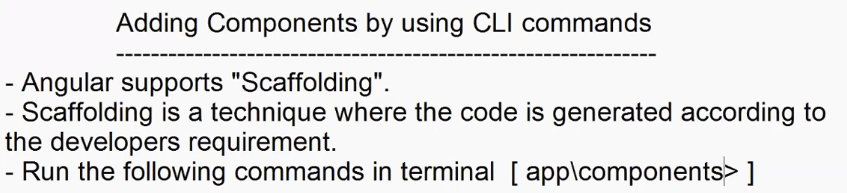 Adding Components by using CLI commands
--------------------------------------------------------------
- Angular supports "Scaffolding".
- Scaffolding is a technique where the code is generated according to
the developers requirement.
- Run the following commands in terminal  [ app\components> ]